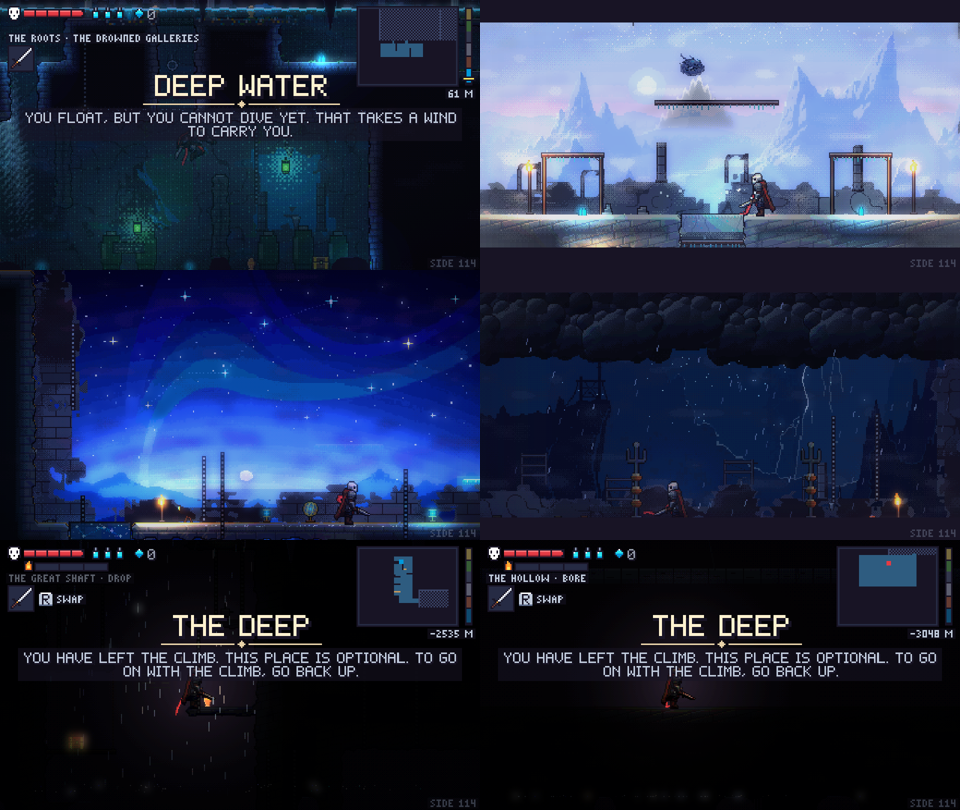 0
THE ROOTS · THE DROWNED GALLERIES
DEEP WATER
61 M
YOU FLOAT, BUT YOU CANNOT DIVE YET. THAT TAKES A WIND
TO CARRY YOU.
SIDE 114
SIDE 114
SIDE 114
SIDE 114
0
THE GREAT SHAFT · DROP
R SWAP
THE DEEP
-2535 M
YOU HAVE LEFT THE CLIMB. THIS PLACE IS OPTIONAL. TO GO
ON WITH THE CLIMB, GO BACK UP.
SIDE 114
0
THE HOLLOW · BORE
R SWAP
THE DEEP
-3048 M
YOU HAVE LEFT THE CLIMB. THIS PLACE IS OPTIONAL. TO GO
ON WITH THE CLIMB, GO BACK UP.
SIDE 114